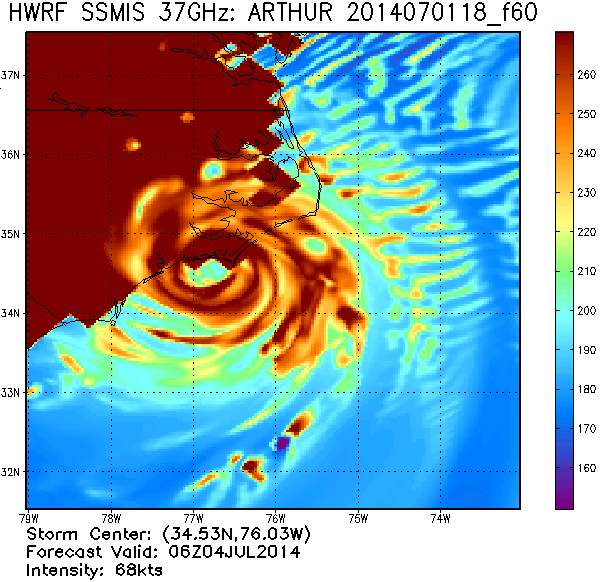 HWRF SSMIS 37GHz: ARTHUR 2014070118_f60
37N
36N
35N
34N
33N
32N
79W 78W 77W 76W 75W 74W
260
250
240
230
220
210
200
190
180
170
160
Storm Center: (34.53N,76.03W)
Forecast Valid: 06Z04JUL2014
Intensity: 68kts